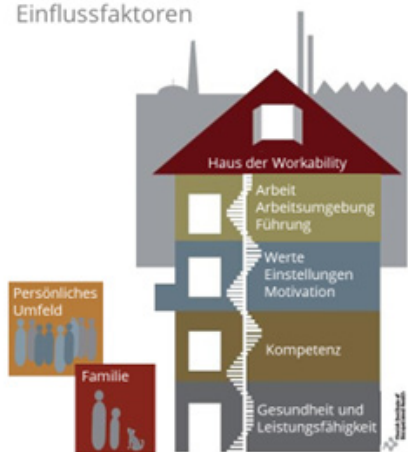 Einflussfaktoren
Haus der Workability
Arbeit
Arbeitsumgebung
Führung
Werte
Einstellungen
Motivation
Persönliches
Umfeld
Kompetenz
Familie
Gesundheit und
Leistungsfähigkeit